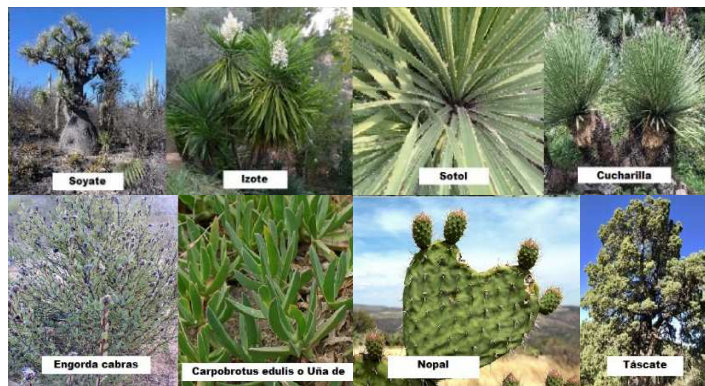 Soyate
Izote
Sotol
Cucharilla
Engorda cabras
Carpobrotus edulis o Uña de
Nopal
Táscate